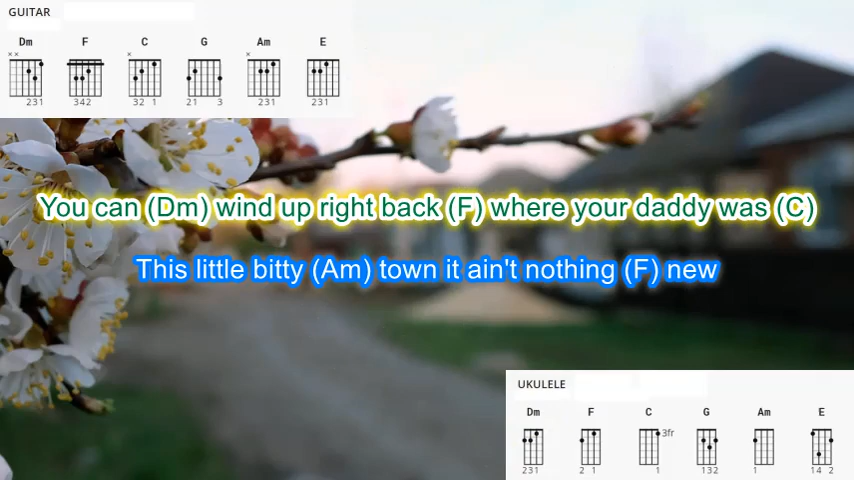 GUITAR
Dm F C G Am E
xx x x
231 342 32 1 21 3 231 231
You can (Dm) wind up right back (F) where your daddy was (C)
This little bitty (Am) town it ain't nothing (F) new
UKULELE
Dm F C G Am E
3fr
231 2 1 1 132 1 14 2